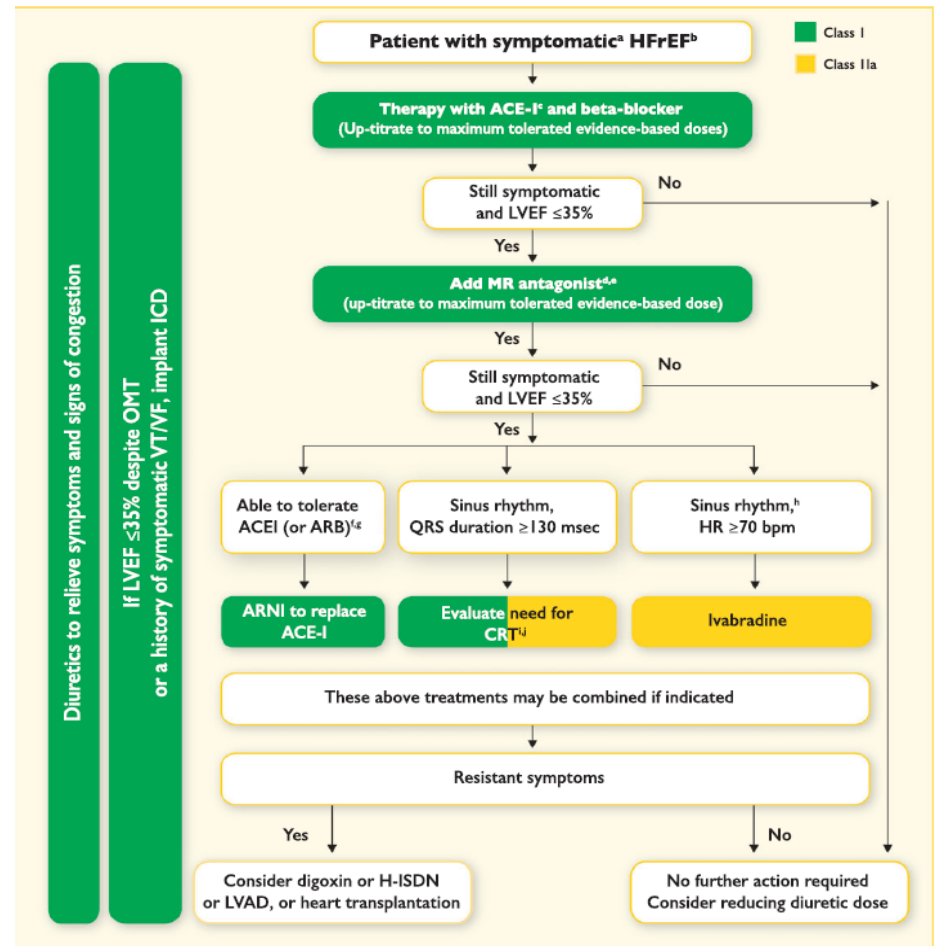 Patient with symptomaticᵃ HFrEFᵇ
Class I
Class IIa
Therapy with ACE-Iᶜ and beta-blocker
(Up-titrate to maximum tolerated evidence-based doses)
Still symptomatic
and LVEF ≤35%
No
Yes
Add MR antagonistᵈ,ᵉ
(up-titrate to maximum tolerated evidence-based dose)
Yes
Still symptomatic
and LVEF ≤35%
No
Yes
Able to tolerate
ACEI (or ARB)ᶠ,ᵍ
Sinus rhythm,
QRS duration ≥130 msec
Sinus rhythm,ʰ
HR ≥70 bpm
ARNI to replace
ACE-I
Evaluate need for
CRTⁱ,ʲ
Ivabradine
These above treatments may be combined if indicated
Resistant symptoms
Yes
No
Consider digoxin or H-ISDN
or LVAD, or heart transplantation
No further action required
Consider reducing diuretic dose
Diuretics to relieve symptoms and signs of congestion
If LVEF ≤35% despite OMT
or a history of symptomatic VT/VF, implant ICD